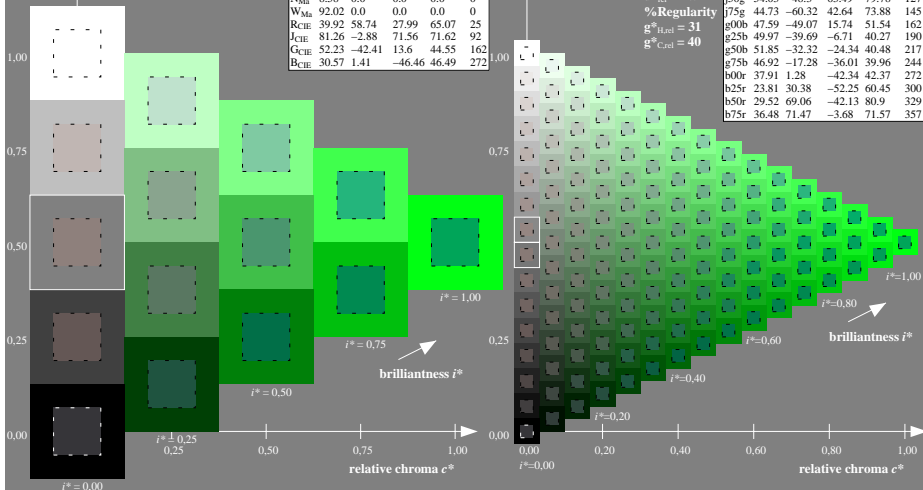 W_Ma 92.02 0.0 0.0 0.0 0
R_CIE 39.92 58.74 27.99 65.07 25
J_CIE 81.26 −2.88 71.56 71.62 92
G_CIE 52.23 −42.41 13.6 44.55 162
B_CIE 30.57 1.41 −46.46 46.49 272
%Regularity
g*_H,rel = 31
g*_C,rel = 40
j75g 44.73 −60.32 42.64 73.88 145
g00b 47.59 −49.07 15.74 51.54 162
g25b 49.97 −39.69 −6.71 40.27 190
g50b 51.85 −32.32 −24.34 40.48 217
g75b 46.92 −17.28 −36.01 39.96 244
b00r 37.91 1.28 −42.34 42.37 272
b25r 23.81 30.38 −52.25 60.45 300
b50r 29.52 69.06 −42.13 80.9 329
b75r 36.48 71.47 −3.68 71.57 357
1,00
0,75
0,50
0,25
0,00
i* = 1,00
i* = 0,75
i* = 0,50
i* = 0,25
i* = 0,00
brilliantness i*
0,25 0,50 0,75 1,00
relative chroma c*
1,00
0,75
0,50
0,25
0,00
i*=1,00
i*=0,80
i*=0,60
i*=0,40
i*=0,20
i*=0,00
brilliantness i*
0,00 0,20 0,40 0,60 0,80 1,00
relative chroma c*